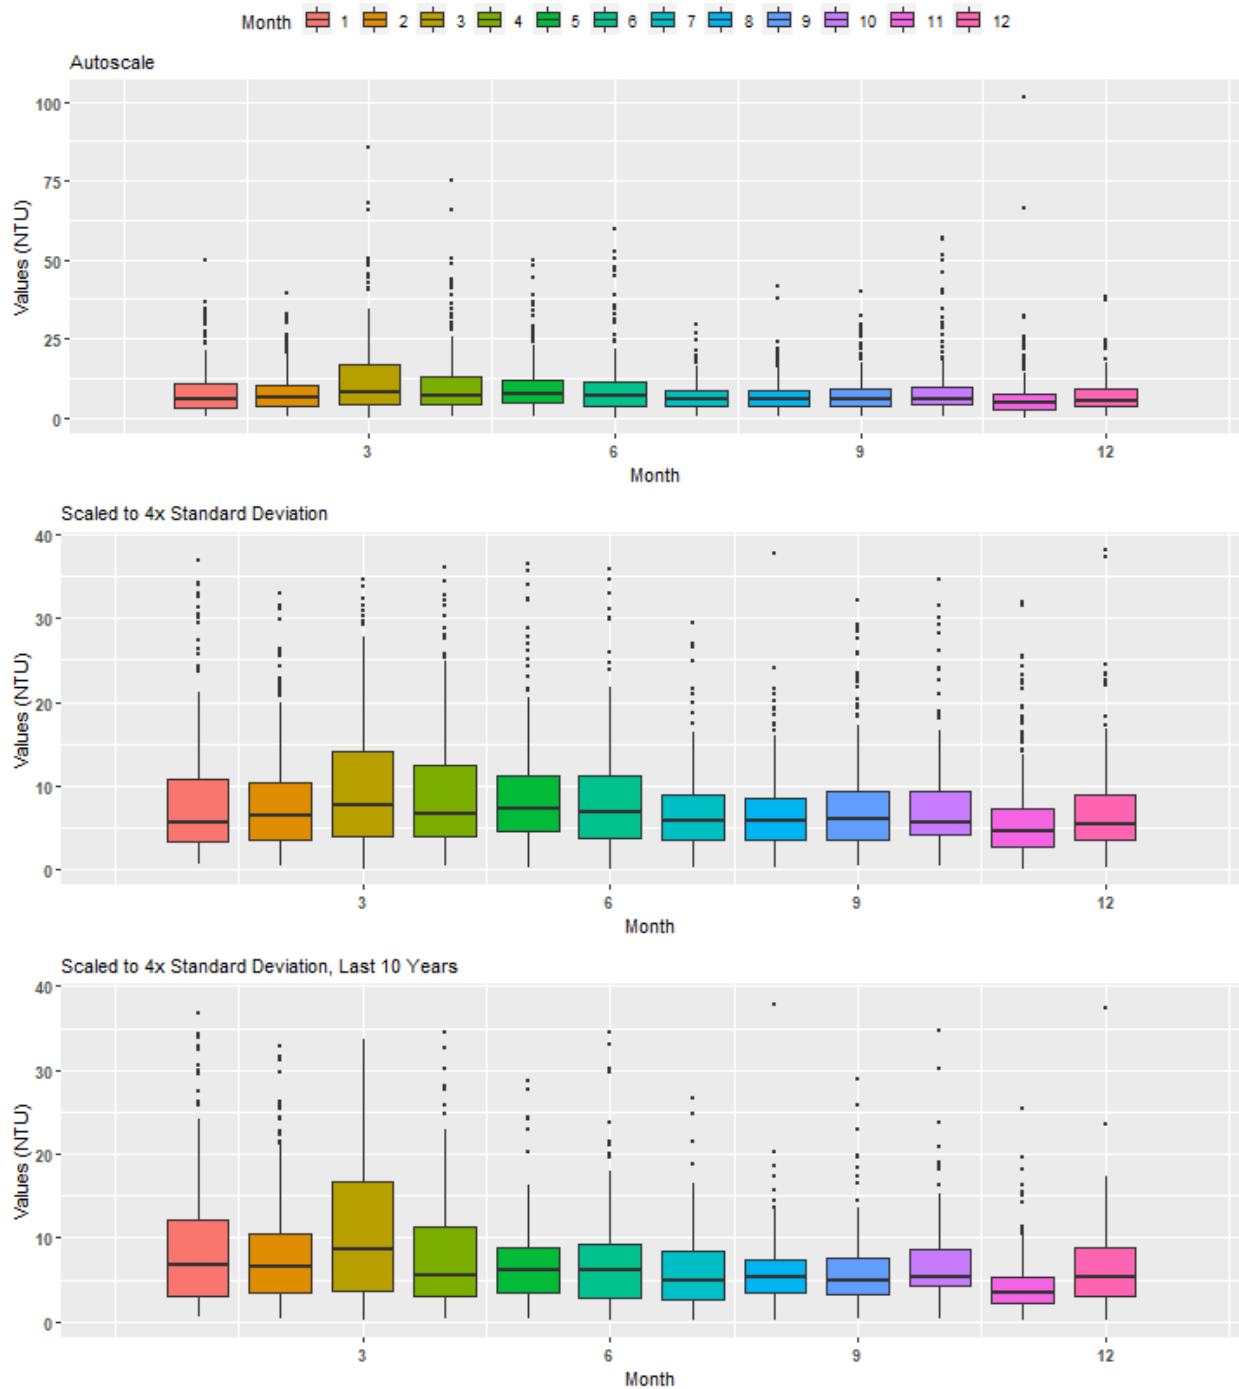 Month 1 2 3 4 5 6 7 8 9 10 11 12
Autoscale
Values (NTU)
100
75
50
25
0
3 6 9 12
Month
Scaled to 4x Standard Deviation
Values (NTU)
40
30
20
10
0
3 6 9 12
Month
Scaled to 4x Standard Deviation, Last 10 Years
Values (NTU)
40
30
20
10
0
3 6 9 12
Month